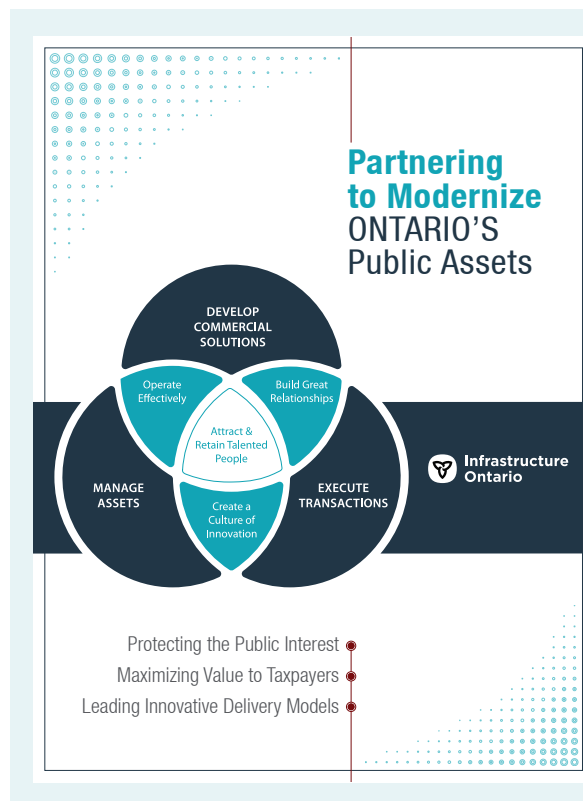 Partnering
to Modernize
ONTARIO'S
Public Assets
DEVELOP
COMMERCIAL
SOLUTIONS
Operate
Effectively
Build Great
Relationships
Attract &
Retain Talented
People
MANAGE
ASSETS
EXECUTE
TRANSACTIONS
Create a
Culture of
Innovation
Infrastructure
Ontario
Protecting the Public Interest
Maximizing Value to Taxpayers
Leading Innovative Delivery Models